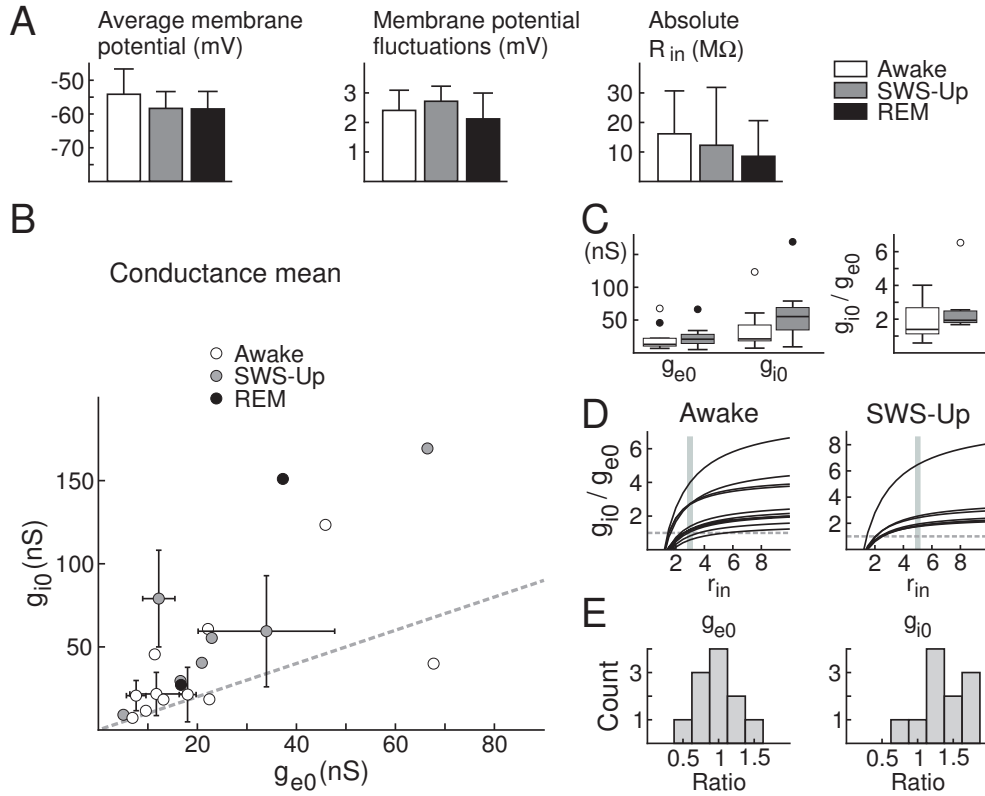 A
Average membrane
potential (mV)
-50
-60
-70
Membrane potential
fluctuations (mV)
3
2
1
Absolute
R in (MΩ)
30
20
10
Awake
SWS-Up
REM
B
Conductance mean
Awake
SWS-Up
REM
gi0 (nS)
150
100
50
20
40
60
80
ge0 (nS)
C
(nS)
100
50
ge0
gi0
gi0 / ge0
6
4
2
D
Awake
SWS-Up
gi0 / ge0
6
4
2
2 4 6 8
rin
8
6
4
2
2 4 6 8
rin
E
ge0
gi0
Count
3
1
0.5 1 1.5
Ratio
3
1
0.5 1 1.5
Ratio